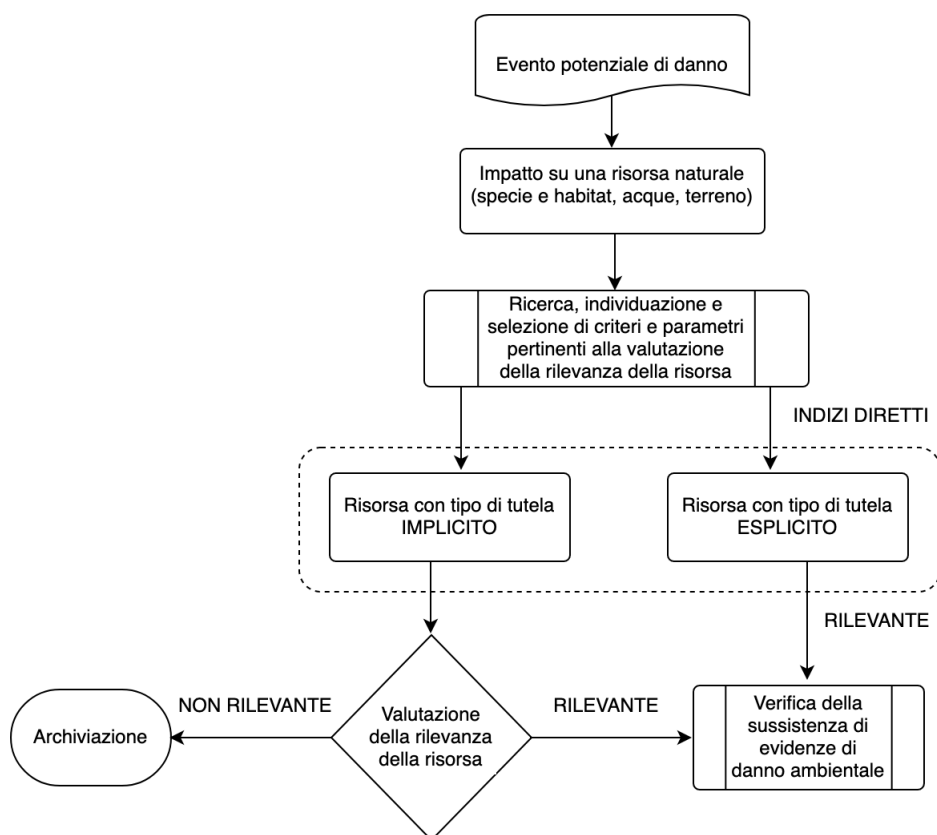 Evento potenziale di danno
Impatto su una risorsa naturale
(specie e habitat, acque, terreno)
Ricerca, individuazione e
selezione di criteri e parametri
pertinenti alla valutazione
della rilevanza della risorsa
INDIZI DIRETTI
Risorsa con tipo di tutela
IMPLICITO
Risorsa con tipo di tutela
ESPLICITO
RILEVANTE
Archiviazione
NON RILEVANTE
Valutazione
della rilevanza
della risorsa
RILEVANTE
Verifica della
sussistenza di
evidenze di
danno ambientale